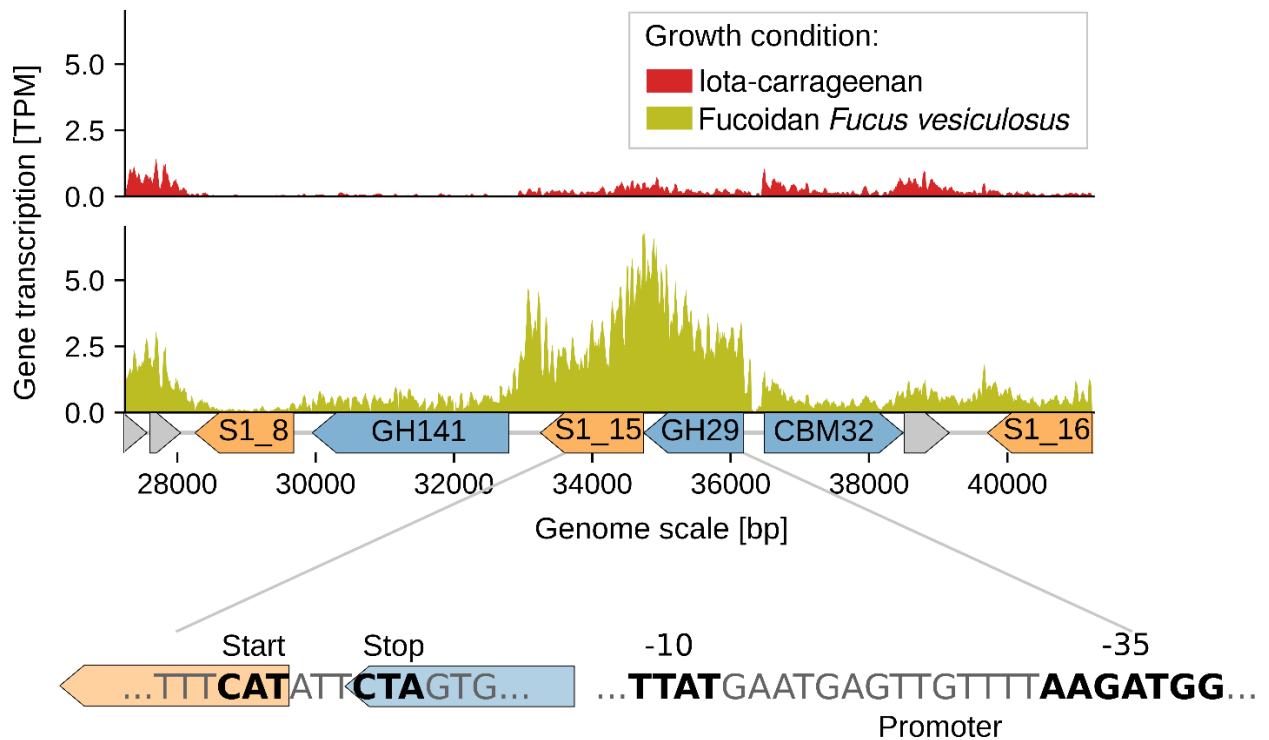 Growth condition:
Iota-carrageenan
Fucoidan Fucus vesiculosus
Gene transcription [TPM]
5.0
2.5
0.0
5.0
2.5
0.0
S1_8 GH141 S1_15 GH29 CBM32 S1_16
28000 30000 32000 34000 36000 38000 40000
Genome scale [bp]
Start Stop -10 -35
...TTTCATATTCTAGTG... ...TTATGAATGAGTTGTTTTAAGATGG...
Promoter